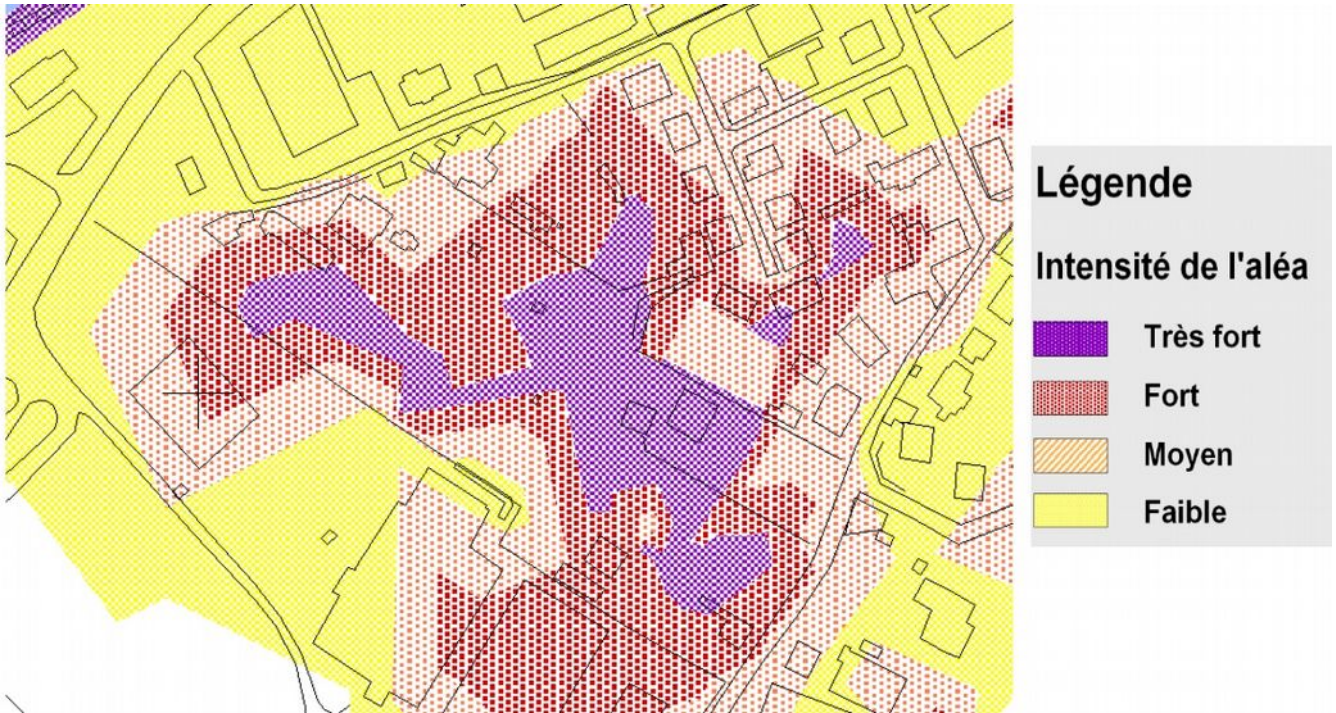 Légende
Intensité de l'aléa
Très fort
Fort
Moyen
Faible